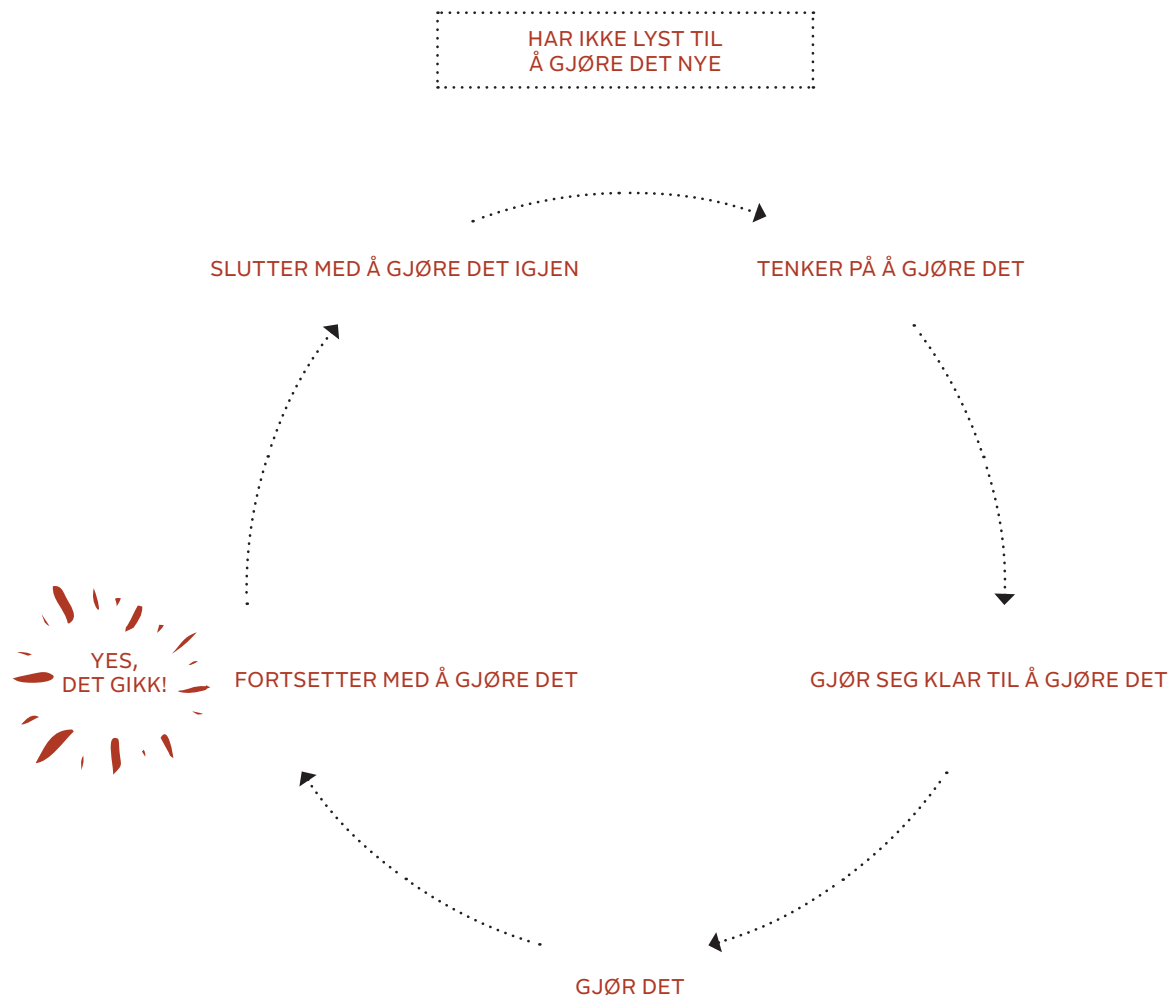 HAR IKKE LYST TIL
Å GJØRE DET NYE
SLUTTER MED Å GJØRE DET IGJEN
TENKER PÅ Å GJØRE DET
YES,
DET GIKK!
FORTSETTER MED Å GJØRE DET
GJØR SEG KLAR TIL Å GJØRE DET
GJØR DET